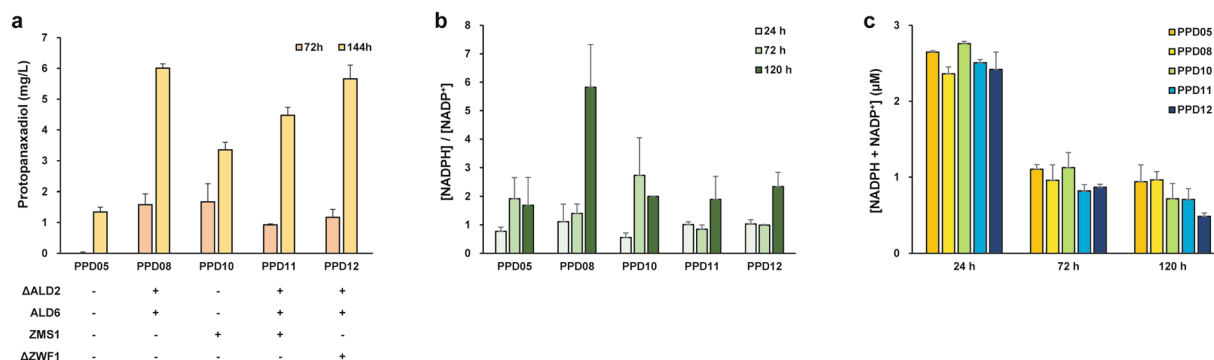 a
72h 144h
Protopanaxadiol (mg/L)
7
6
5
4
3
2
1
0
PPD05 PPD08 PPD10 PPD11 PPD12
ΔALD2 - + - + +
ALD6 - + - + +
ZMS1 - - + + -
ΔZWF1 - - - - +
b
24 h
72 h
120 h
[NADPH] / [NADP⁺]
8
7
6
5
4
3
2
1
0
PPD05 PPD08 PPD10 PPD11 PPD12
c
PPD05
PPD08
PPD10
PPD11
PPD12
[NADPH + NADP⁺] (μM)
3
2
1
0
24 h 72 h 120 h